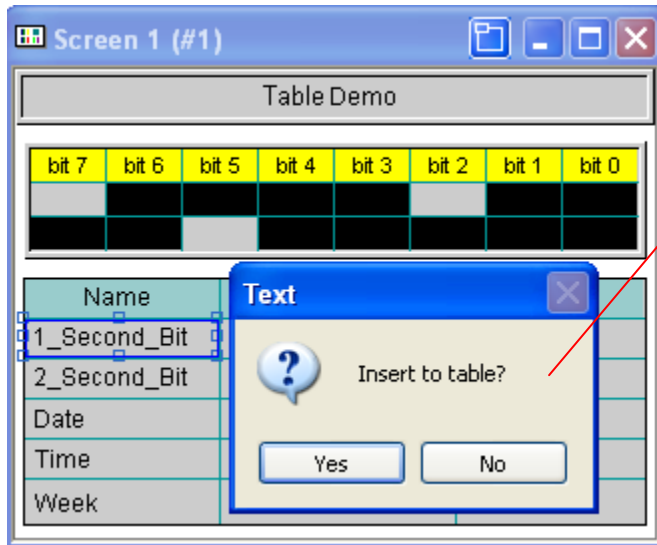 Screen 1 (#1)
Table Demo
bit 7 bit 6 bit 5 bit 4 bit 3 bit 2 bit 1 bit 0
Name
Text
1_Second_Bit
Insert to table?
2_Second_Bit
Date
Time
Yes No
Week